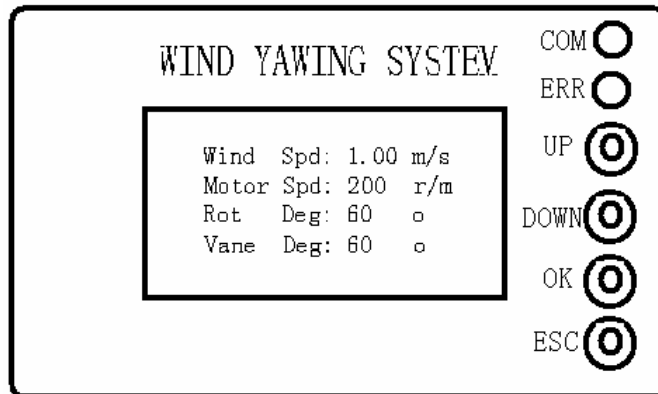 WIND YAWING SYSTEM
Wind Spd: 1.00 m/s
Motor Spd: 200 r/m
Rot Deg: 60 o
Vane Deg: 60 o
COM
ERR
UP
DOWN
OK
ESC